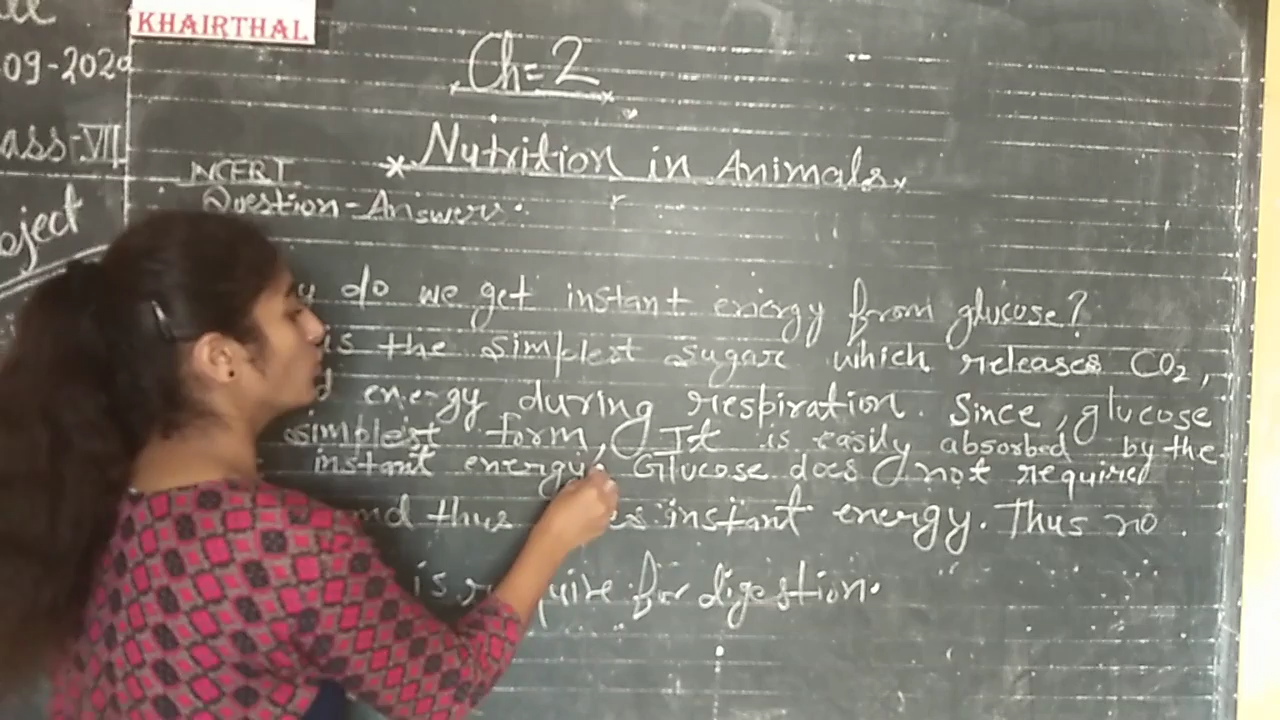 KHAIRTHAL
09-2020
Ch=2
ass-VII
Nutrition in Animals
NCERT
Question-Answer.
oject
do we get instant energy from glucose?
is the simplest sugar which releases CO2,
energy during respiration. Since, glucose
simplest form, It is easily absorbed by the
instant energy. Glucose does not required
and thus instant energy. Thus no
is require for digestion.